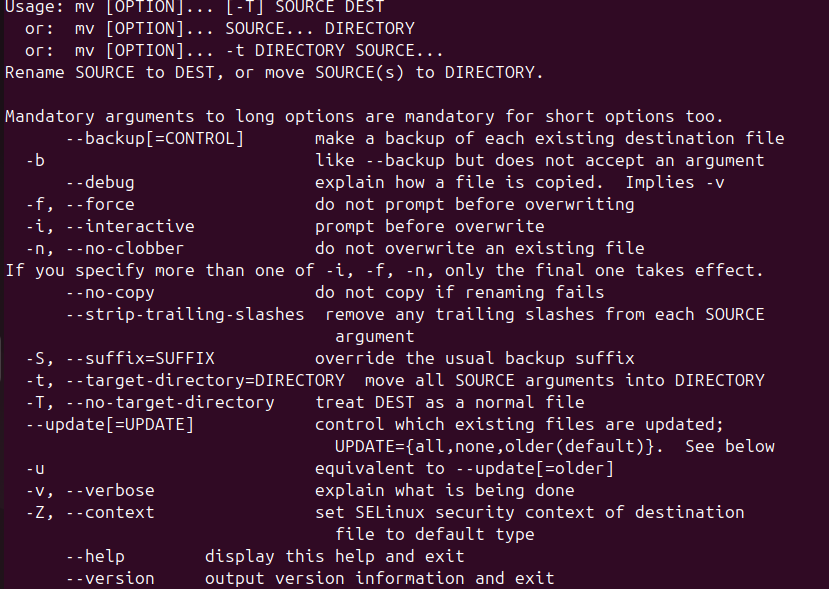 Usage: mv [OPTION]... [-T] SOURCE DEST
  or:  mv [OPTION]... SOURCE... DIRECTORY
  or:  mv [OPTION]... -t DIRECTORY SOURCE...
Rename SOURCE to DEST, or move SOURCE(s) to DIRECTORY.

Mandatory arguments to long options are mandatory for short options too.
      --backup[=CONTROL]       make a backup of each existing destination file
  -b                           like --backup but does not accept an argument
      --debug                  explain how a file is copied.  Implies -v
  -f, --force                  do not prompt before overwriting
  -i, --interactive            prompt before overwrite
  -n, --no-clobber             do not overwrite an existing file
If you specify more than one of -i, -f, -n, only the final one takes effect.
      --no-copy                do not copy if renaming fails
      --strip-trailing-slashes  remove any trailing slashes from each SOURCE
                                 argument
  -S, --suffix=SUFFIX          override the usual backup suffix
  -t, --target-directory=DIRECTORY  move all SOURCE arguments into DIRECTORY
  -T, --no-target-directory    treat DEST as a normal file
  --update[=UPDATE]            control which existing files are updated;
                                 UPDATE={all,none,older(default)}.  See below
  -u                           equivalent to --update[=older]
  -v, --verbose                explain what is being done
  -Z, --context                set SELinux security context of destination
                                 file to default type
      --help        display this help and exit
      --version     output version information and exit